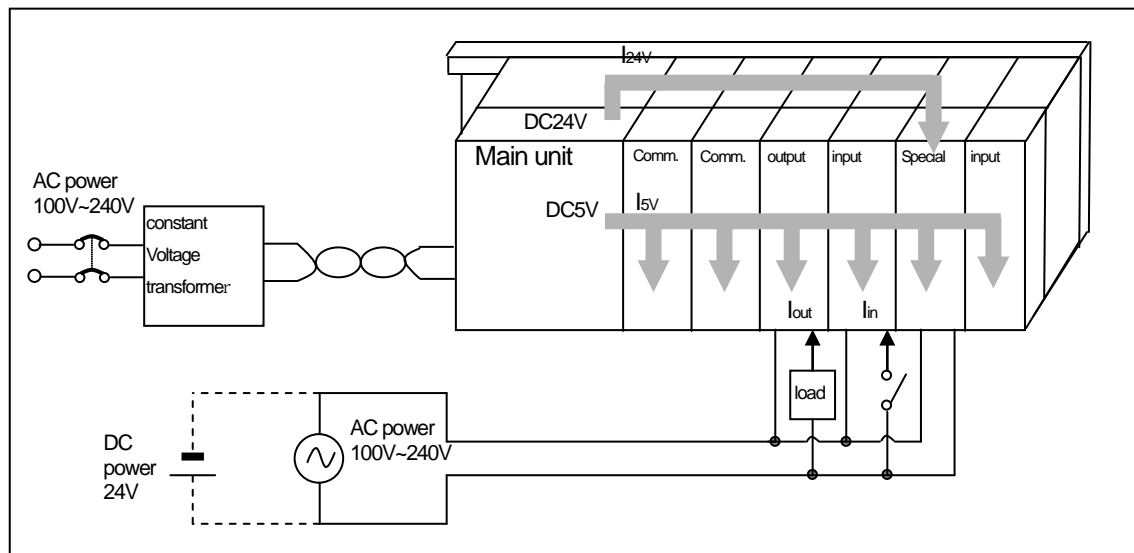 I24V
DC24V
Main unit
Comm.
Comm.
output
input
Special
input
AC power
100V~240V
constant
Voltage
transformer
DC5V
I5V
Iout
Iin
load
AC power
100V~240V
DC
power
24V